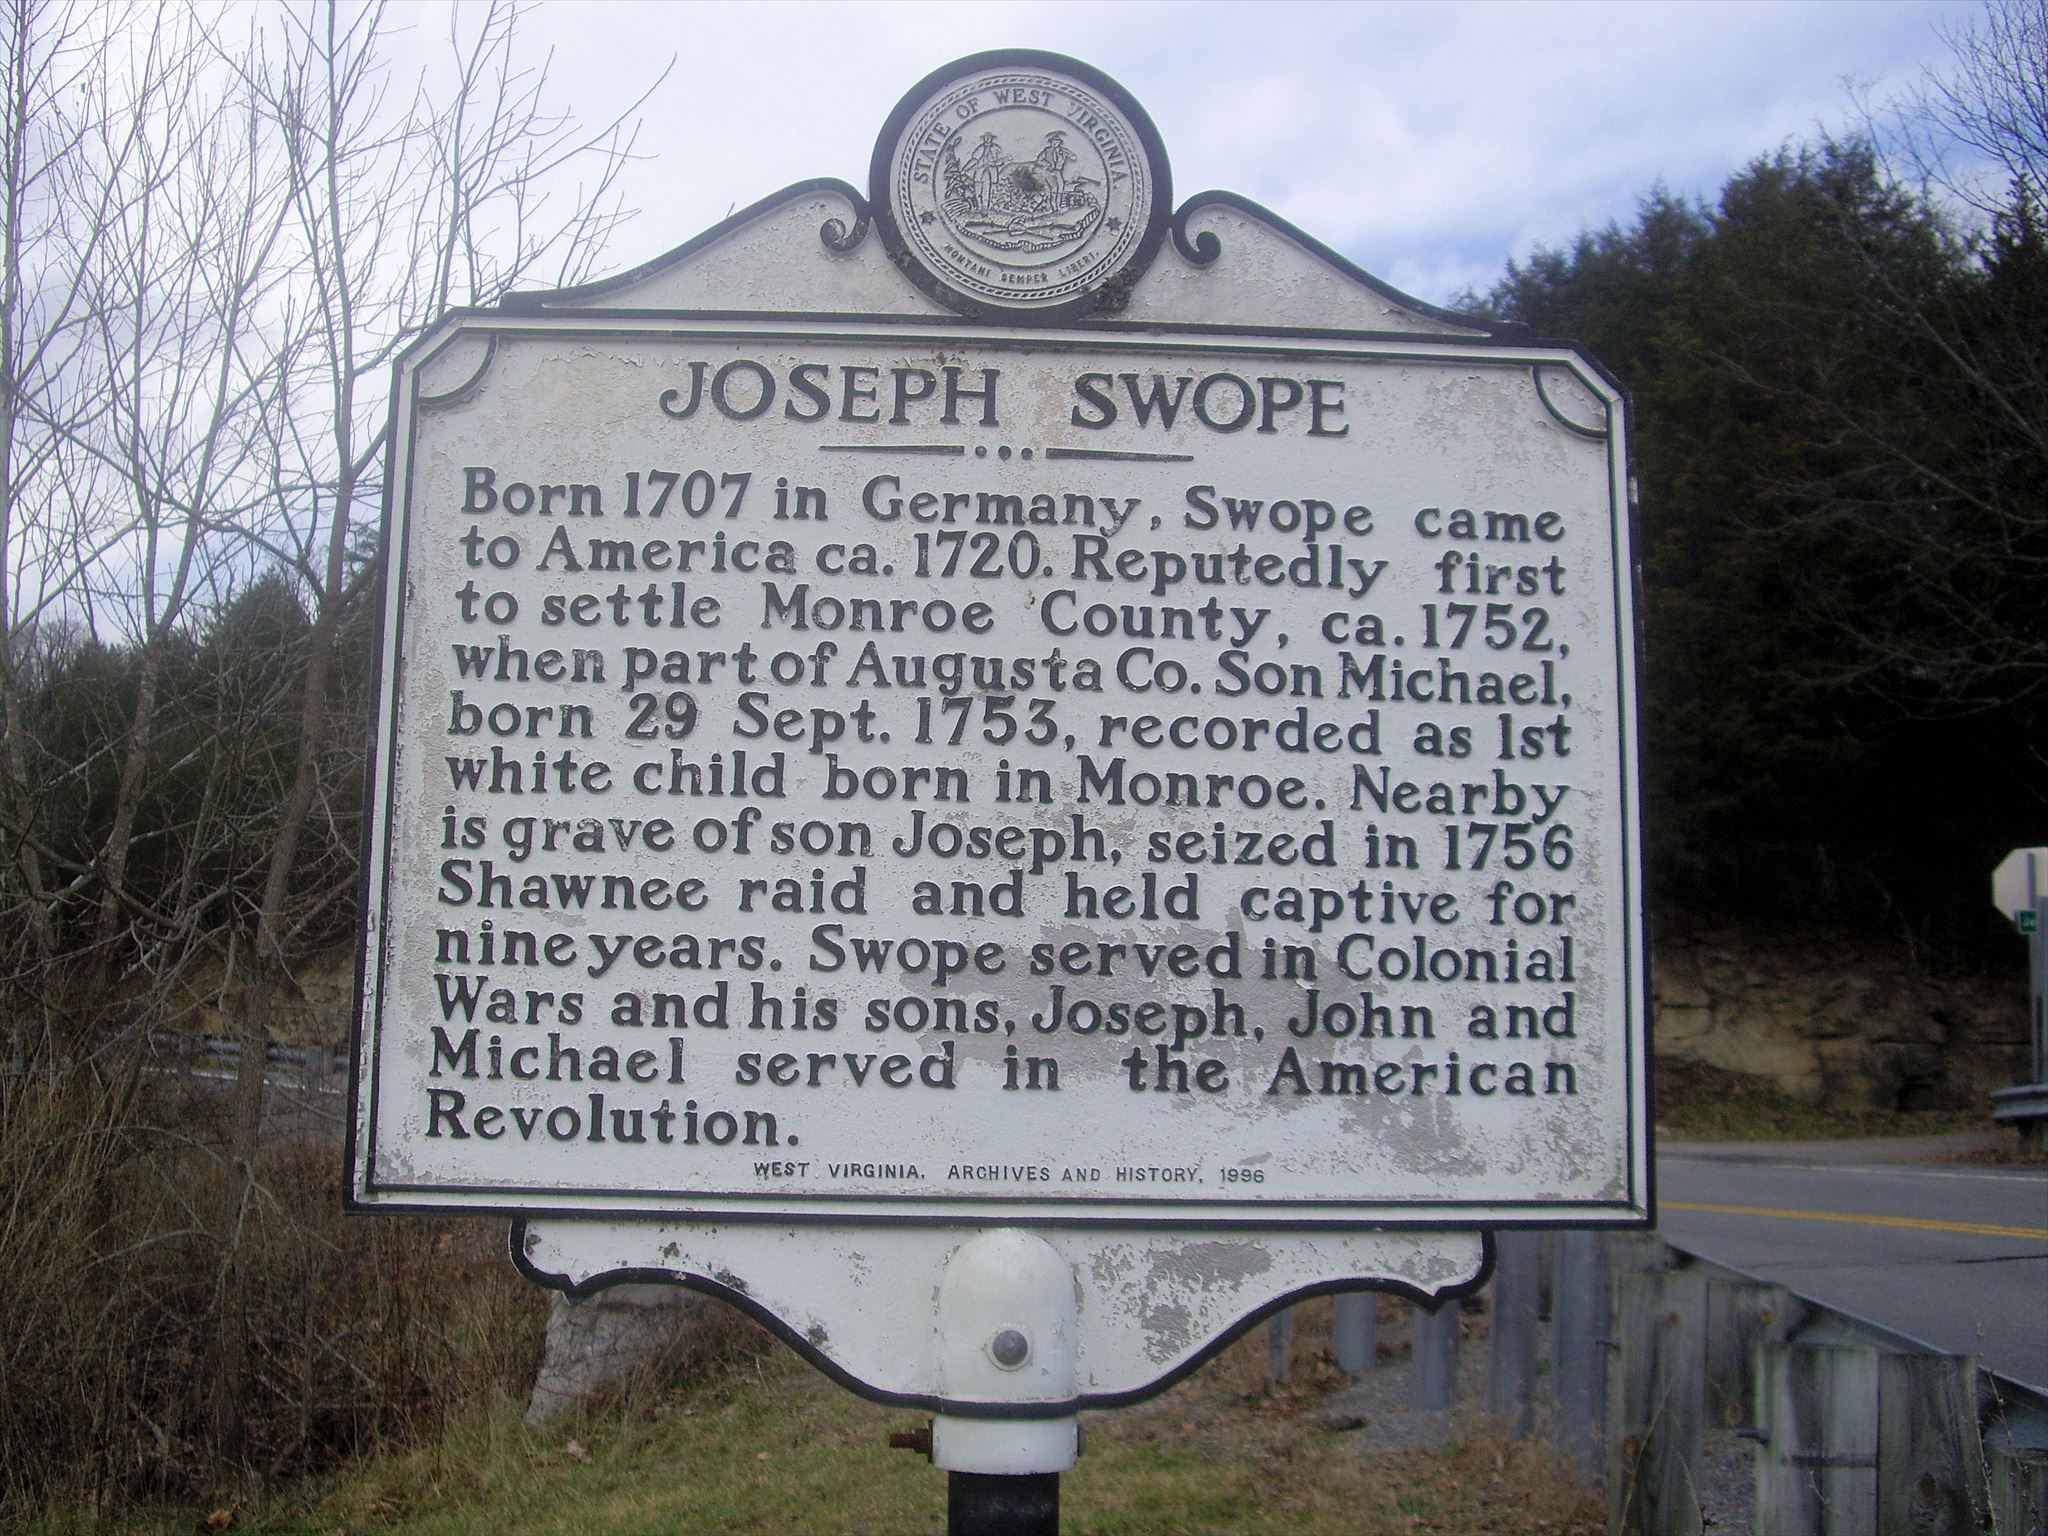 STATE OF WEST VIRGINIA
MONTANI SEMPER LIBERI.
JOSEPH SWOPE
Born 1707 in Germany, Swope came
to America ca. 1720. Reputedly first
to settle Monroe County, ca. 1752,
when part of Augusta Co. Son Michael,
born 29 Sept. 1753, recorded as 1st
white child born in Monroe. Nearby
is grave of son Joseph, seized in 1756
Shawnee raid and held captive for
nine years. Swope served in Colonial
Wars and his sons, Joseph, John and
Michael served in the American
Revolution.
WEST VIRGINIA, ARCHIVES AND HISTORY, 1996